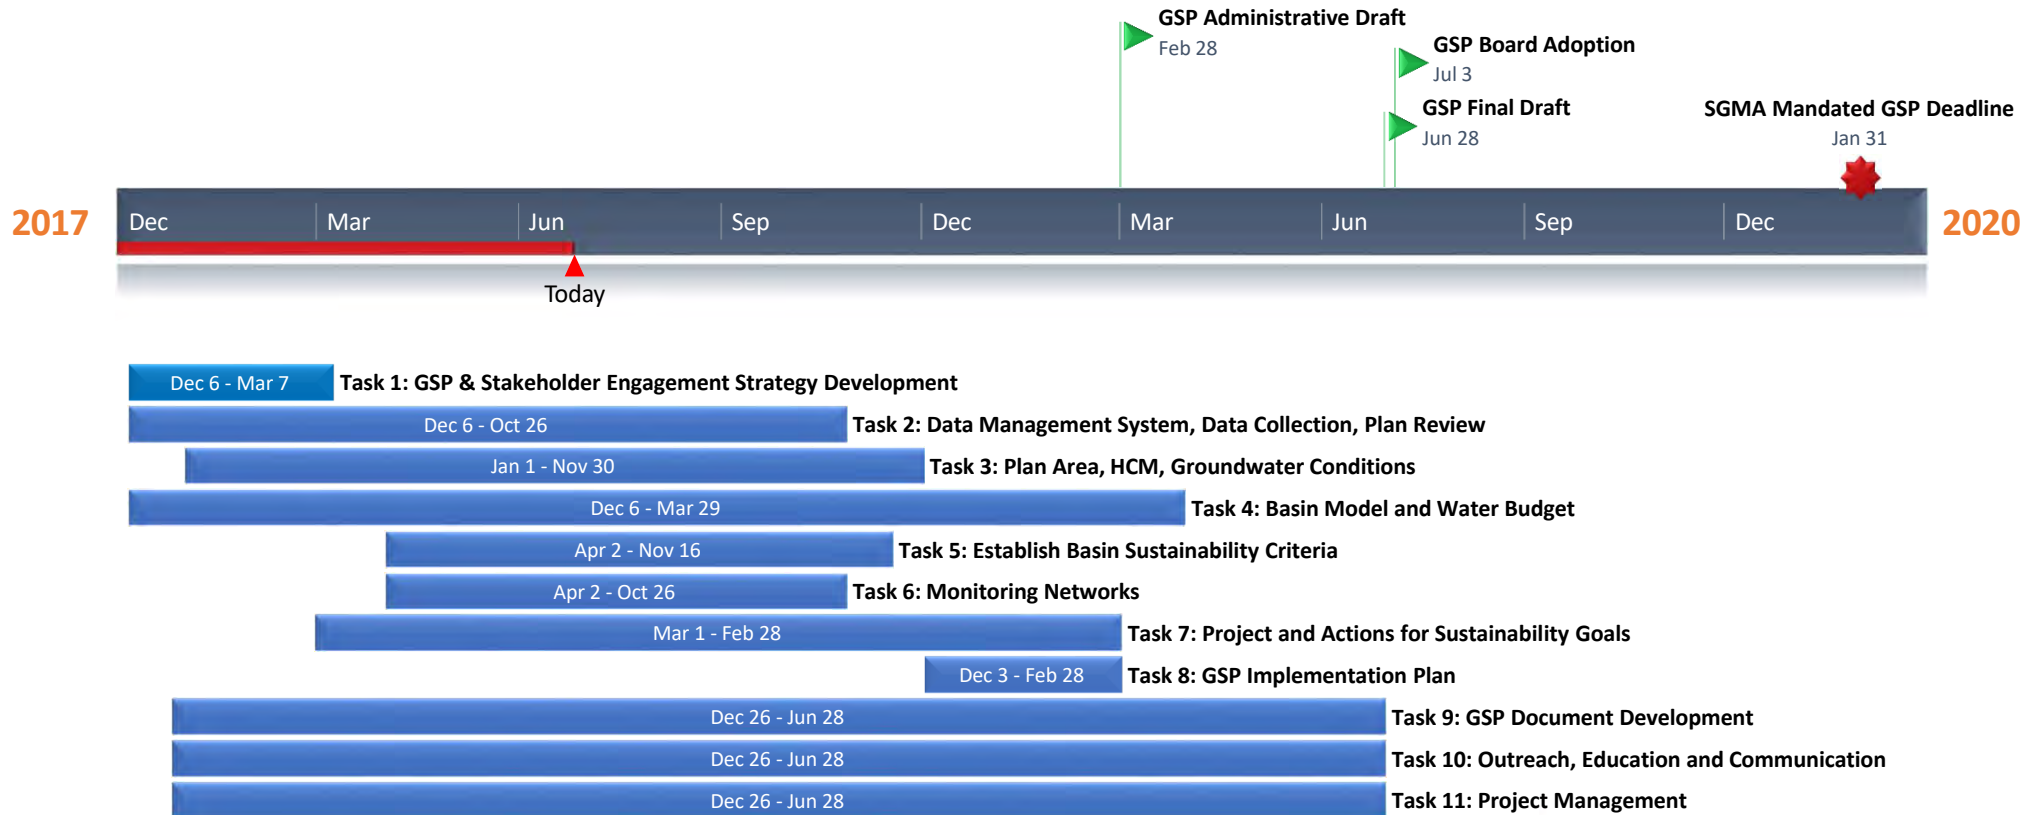 GSP Administrative Draft
Feb 28
GSP Board Adoption
Jul 3
GSP Final Draft
Jun 28
SGMA Mandated GSP Deadline
Jan 31
2017 Dec Mar Jun Sep Dec Mar Jun Sep Dec 2020
Today
Dec 6 - Mar 7 Task 1: GSP & Stakeholder Engagement Strategy Development
Dec 6 - Oct 26 Task 2: Data Management System, Data Collection, Plan Review
Jan 1 - Nov 30 Task 3: Plan Area, HCM, Groundwater Conditions
Dec 6 - Mar 29 Task 4: Basin Model and Water Budget
Apr 2 - Nov 16 Task 5: Establish Basin Sustainability Criteria
Apr 2 - Oct 26 Task 6: Monitoring Networks
Mar 1 - Feb 28 Task 7: Project and Actions for Sustainability Goals
Dec 3 - Feb 28 Task 8: GSP Implementation Plan
Dec 26 - Jun 28 Task 9: GSP Document Development
Dec 26 - Jun 28 Task 10: Outreach, Education and Communication
Dec 26 - Jun 28 Task 11: Project Management